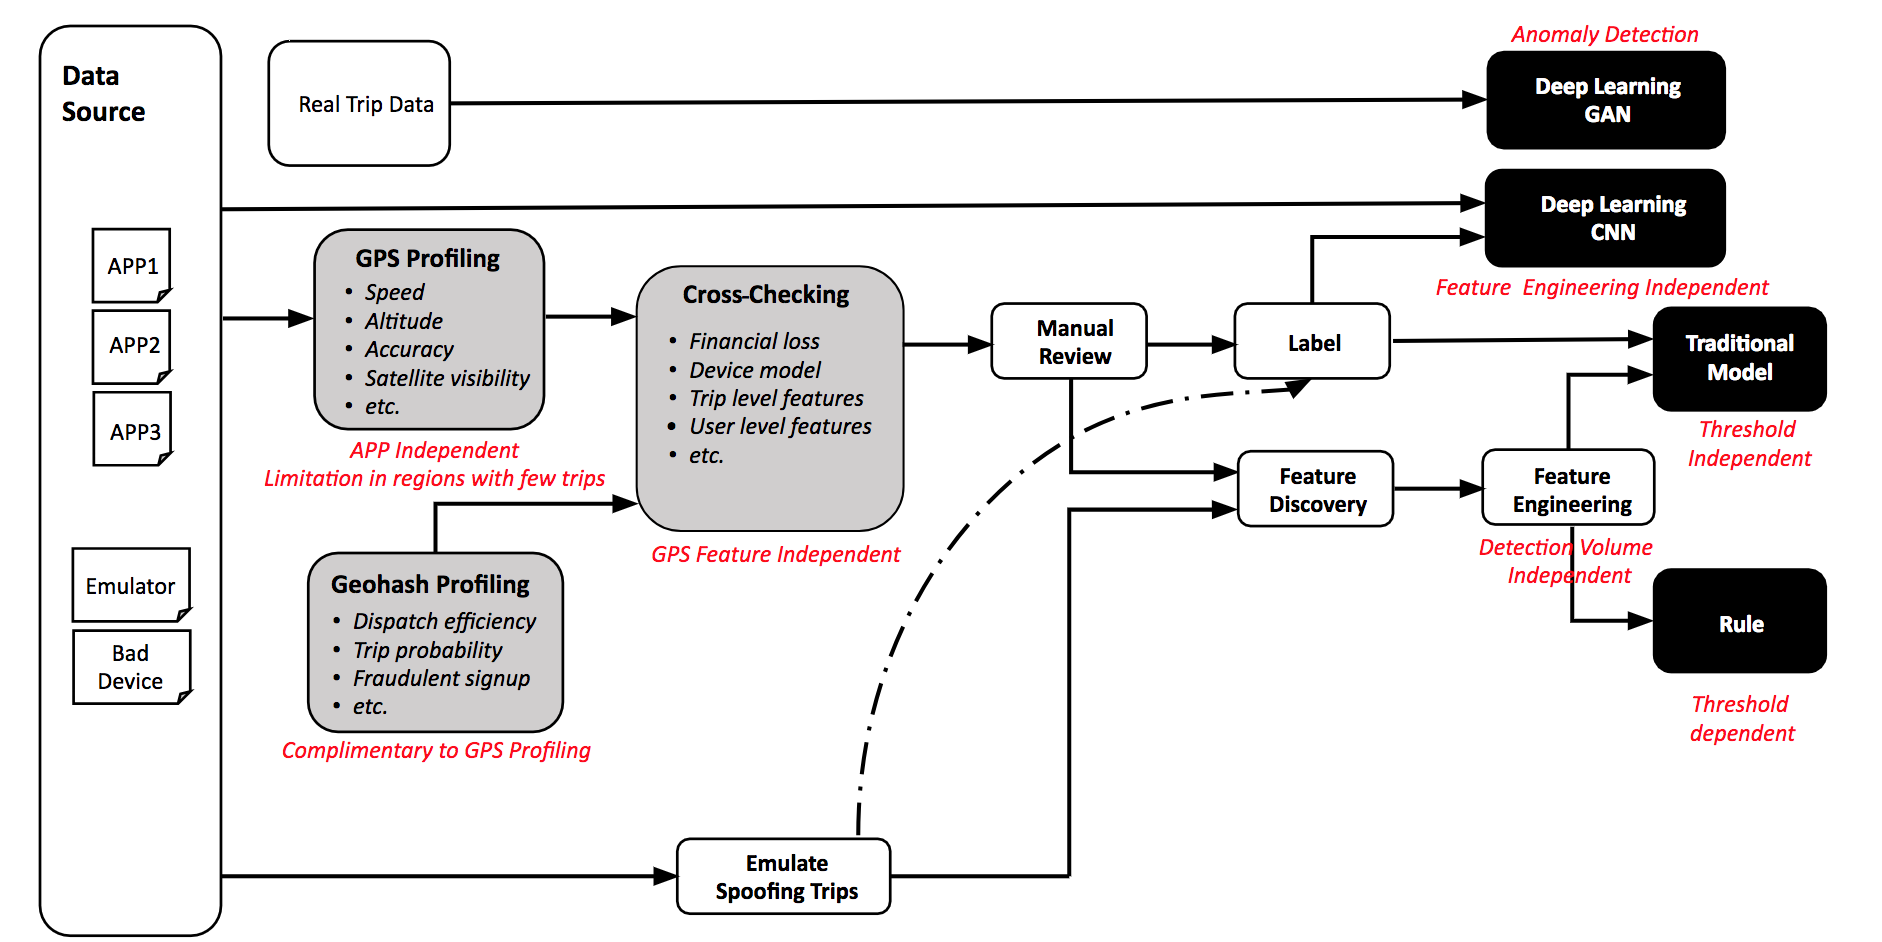 Data
Source
APP1
APP2
APP3
Emulator
Bad
Device
Real Trip Data
GPS Profiling
• Speed
• Altitude
• Accuracy
• Satellite visibility
• etc.
APP Independent
Limitation in regions with few trips
Geohash Profiling
• Dispatch efficiency
• Trip probability
• Fraudulent signup
• etc.
Complimentary to GPS Profiling
Cross-Checking
• Financial loss
• Device model
• Trip level features
• User level features
• etc.
GPS Feature Independent
Emulate
Spoofing Trips
Manual
Review
Label
Feature
Discovery
Feature
Engineering
Detection Volume
Independent
Anomaly Detection
Deep Learning
GAN
Deep Learning
CNN
Feature Engineering Independent
Traditional
Model
Threshold
Independent
Rule
Threshold
dependent